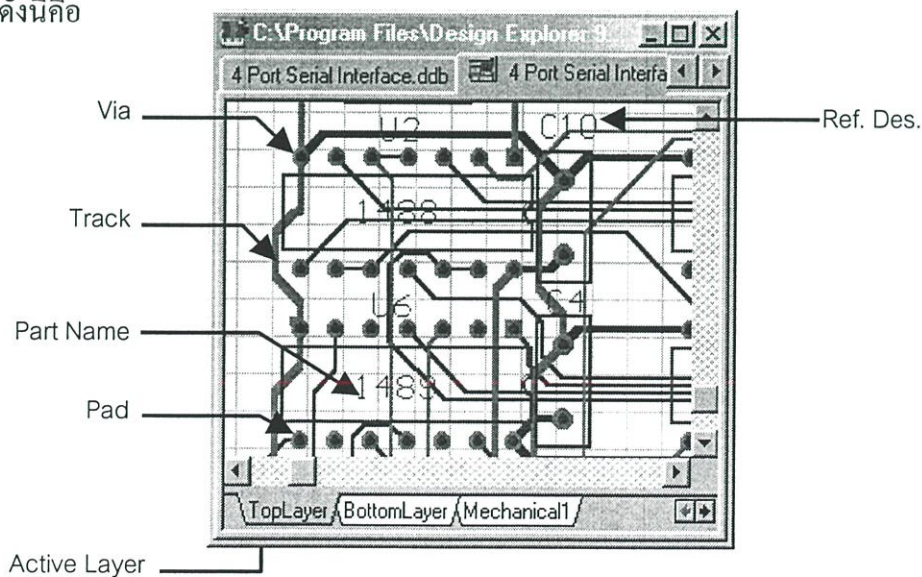 ดังนี้คือ
C:\Program Files\Design Explorer 9...
4 Port Serial Interface.ddb
4 Port Serial Interfa
Via
U2
C10
Ref. Des.
1488
Track
U6
C4
Part Name
1489
Pad
TopLayer
BottomLayer
Mechanical1
Active Layer